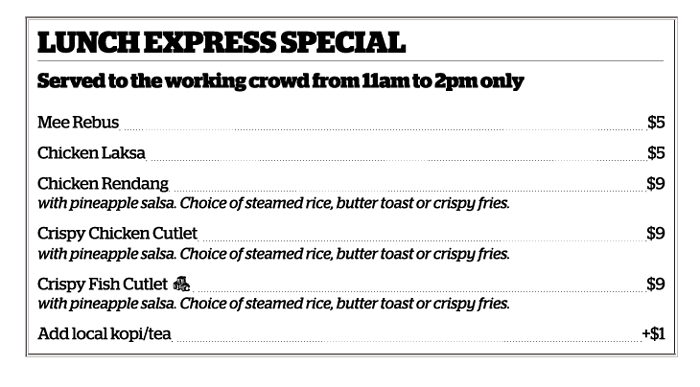 LUNCH EXPRESS SPECIAL
Served to the working crowd from 11am to 2pm only
Mee Rebus $5
Chicken Laksa $5
Chicken Rendang $9
with pineapple salsa. Choice of steamed rice, butter toast or crispy fries.
Crispy Chicken Cutlet $9
with pineapple salsa. Choice of steamed rice, butter toast or crispy fries.
Crispy Fish Cutlet $9
with pineapple salsa. Choice of steamed rice, butter toast or crispy fries.
Add local kopi/tea +$1